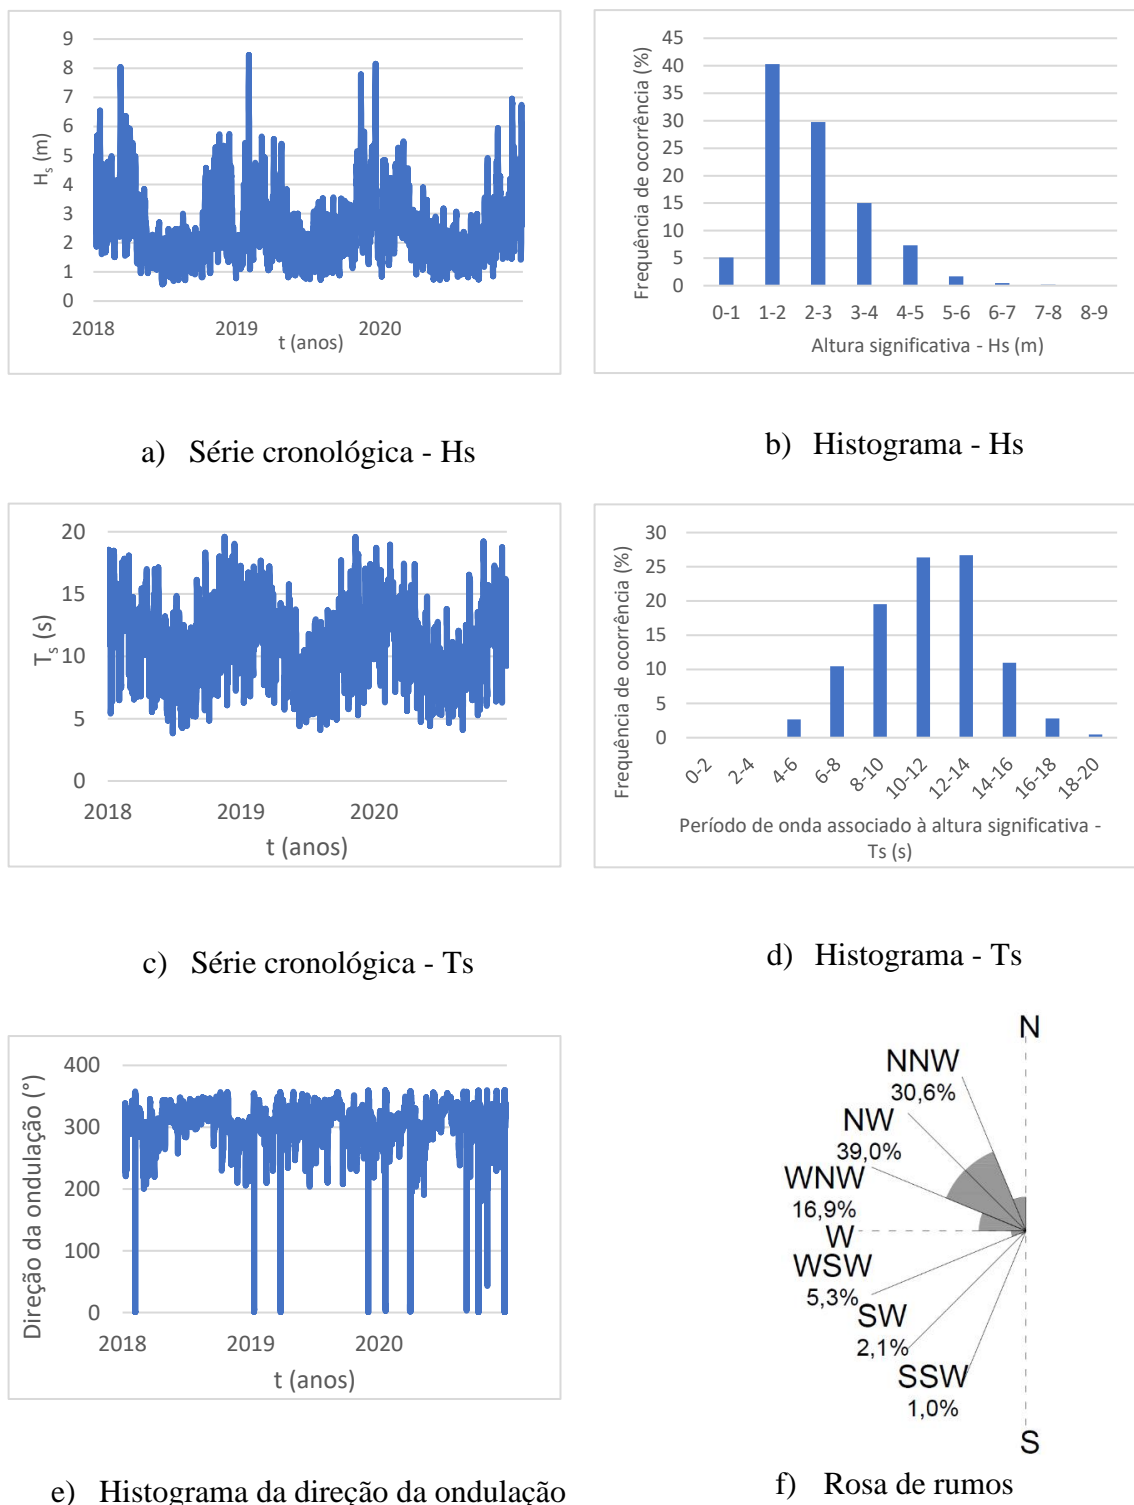 9
8
7
6
5
4
3
2
1
0
Hs (m)
2018
2019
2020
t (anos)
a) Série cronológica - Hs
45
40
35
30
25
20
15
10
5
0
Frequência de ocorrência (%)
0-1 1-2 2-3 3-4 4-5 5-6 6-7 7-8 8-9
Altura significativa - Hs (m)
b) Histograma - Hs
20
15
10
5
0
Ts (s)
2018
2019
2020
t (anos)
c) Série cronológica - Ts
30
25
20
15
10
5
0
Frequência de ocorrência (%)
0-2 2-4 4-6 6-8 8-10 10-12 12-14 14-16 16-18 18-20
Período de onda associado à altura significativa -
Ts (s)
d) Histograma - Ts
400
300
200
100
0
Direção da ondulação (°)
2018
2019
2020
t (anos)
e) Histograma da direção da ondulação
N
NNW
30,6%
NW
39,0%
WNW
16,9%
W
WSW
5,3%
SW
2,1%
SSW
1,0%
S
f) Rosa de rumos